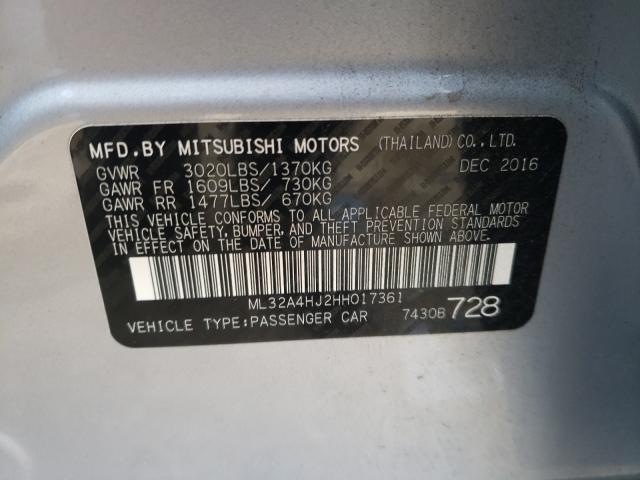 MFD.BY MITSUBISHI MOTORS (THAILAND)CO.,LTD.
GVWR 3020LBS/1370KG DEC 2016
GAWR FR 1609LBS/ 730KG
GAWR RR 1477LBS/ 670KG
THIS VEHICLE CONFORMS TO ALL APPLICABLE FEDERAL MOTOR
VEHICLE SAFETY, BUMPER, AND THEFT PREVENTION STANDARDS
IN EFFECT ON THE DATE OF MANUFACTURE SHOWN ABOVE.
ML32A4HJ2HH017361
VEHICLE TYPE:PASSENGER CAR 7430B 728